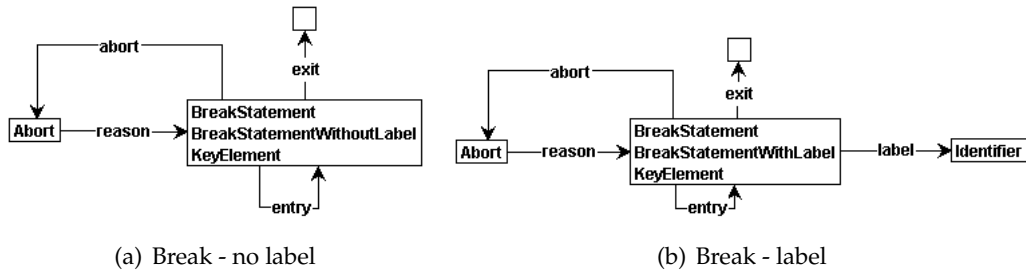 abort
exit
Abort
reason
BreakStatement
BreakStatementWithoutLabel
KeyElement
entry
(a) Break - no label
abort
exit
Abort
reason
BreakStatement
BreakStatementWithLabel
KeyElement
label
Identifier
entry
(b) Break - label